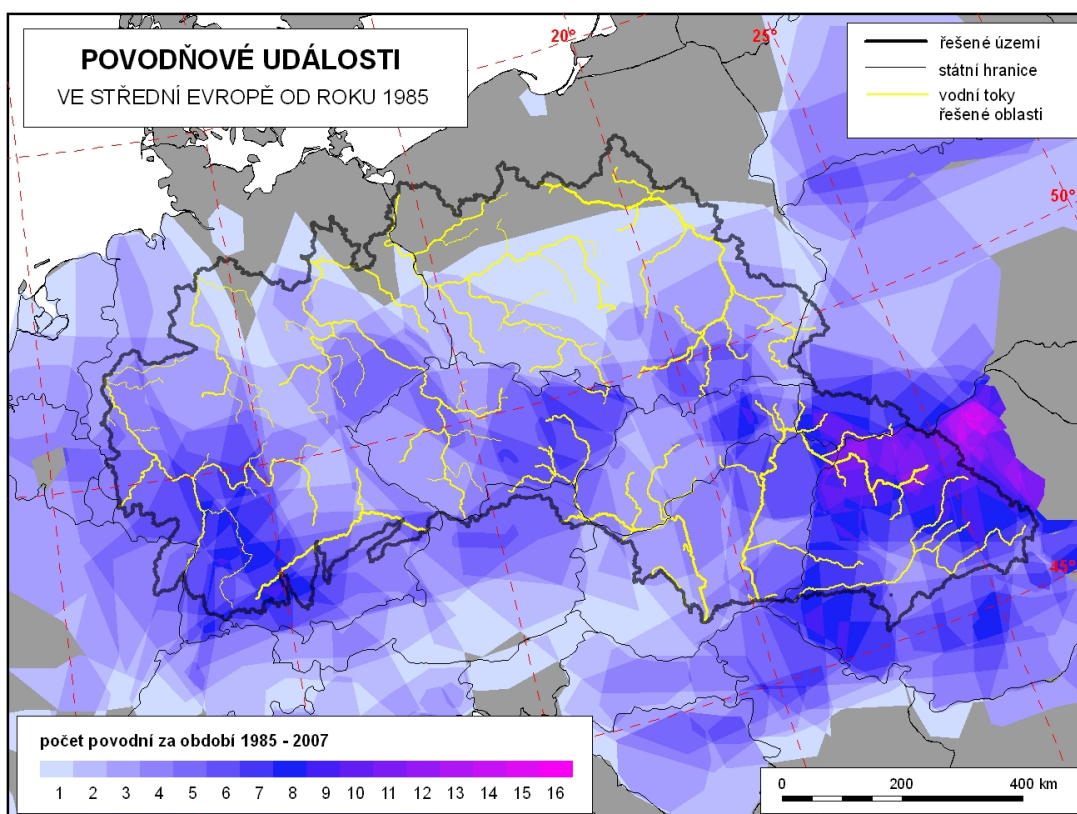 POVODŇOVÉ UDÁLOSTI
VE STŘEDNÍ EVROPĚ OD ROKU 1985
20°
25°
řešené území
státní hranice
vodní toky
řešené oblasti
50°
45°
počet povodní za období 1985 - 2007
1 2 3 4 5 6 7 8 9 10 11 12 13 14 15 16
0 200 400 km